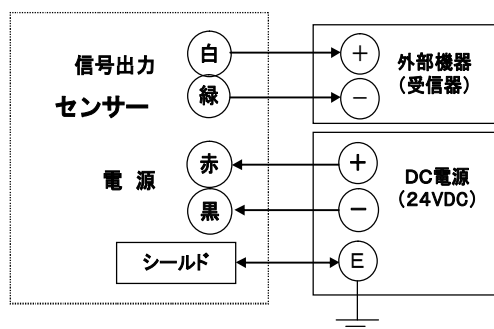 信号出力
センサー
白
緑
+
−
外部機器
(受信器)
電 源
赤
黒
+
−
DC電源
(24VDC)
シールド
E